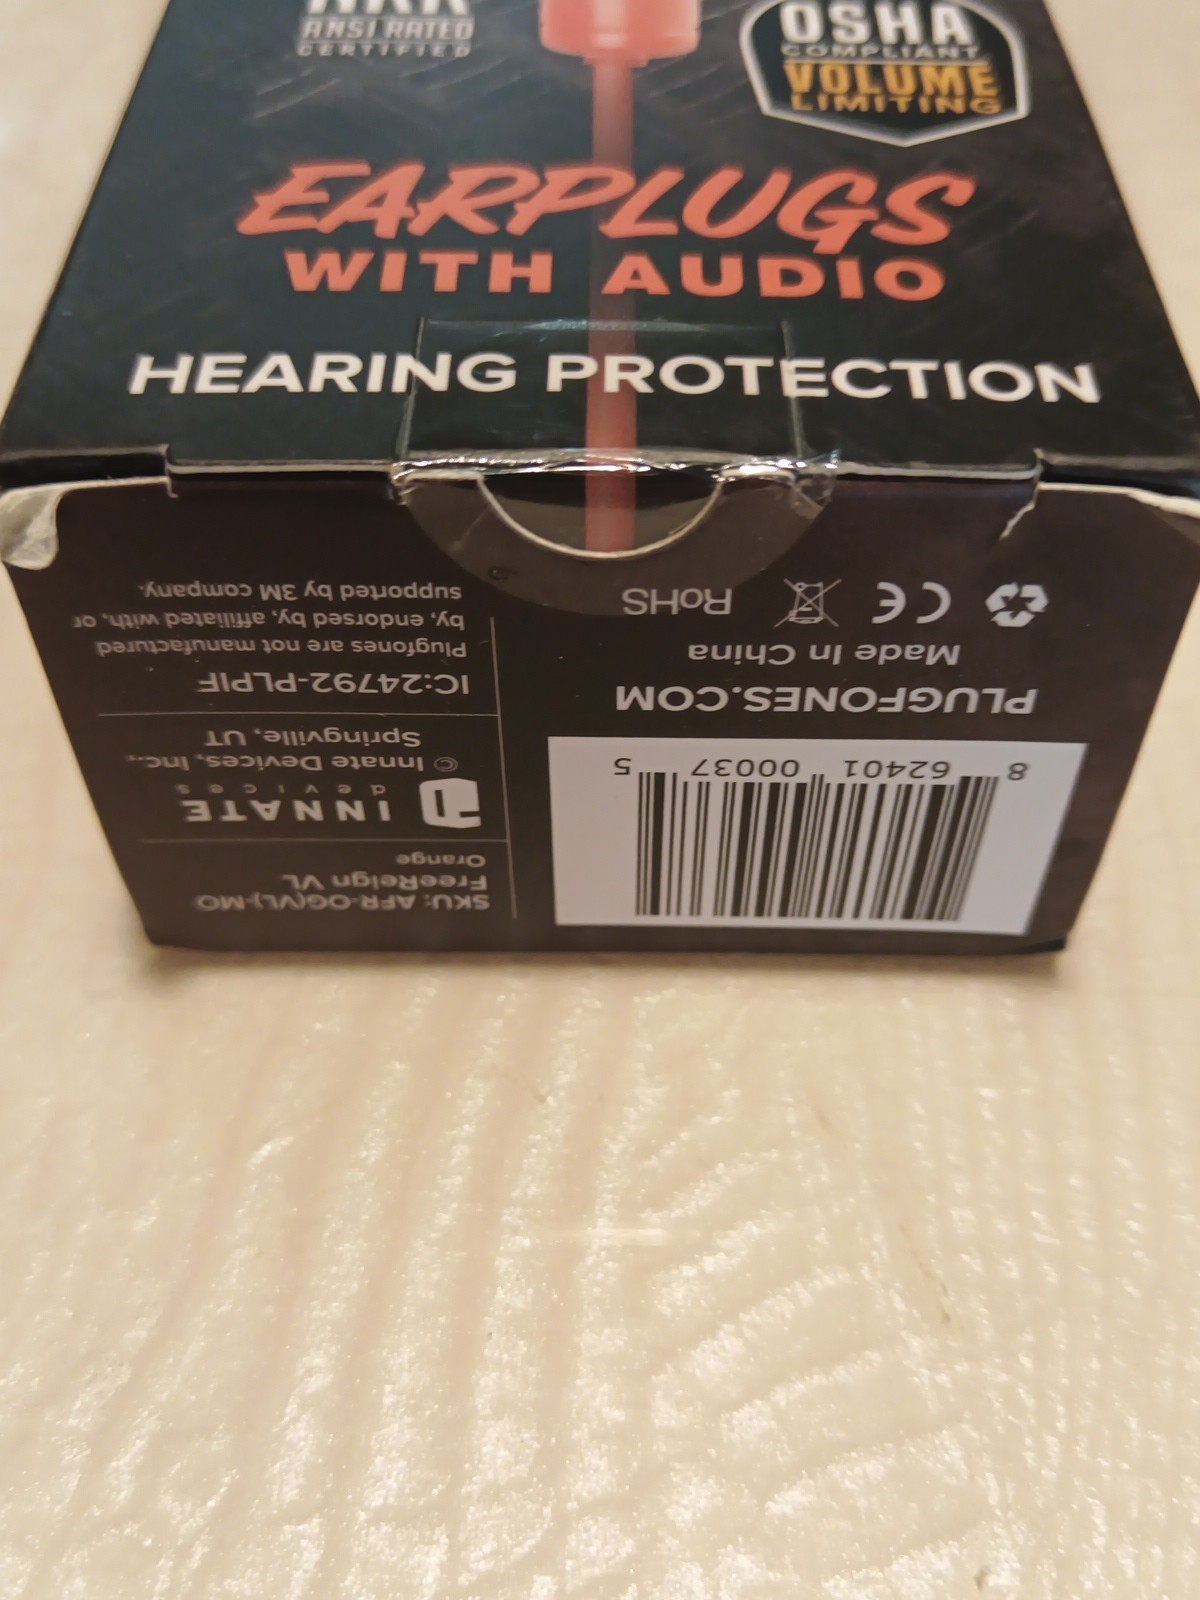 ANSI RATED
CERTIFIED
OSHA
COMPLIANT
VOLUME
LIMITING
EARPLUGS
WITH AUDIO
HEARING PROTECTION
SKU: AFR-OG(VL)-MO
FreeReign VL
Orange
INNATE
devices
© Innate Devices, Inc.,
Springville, UT
IC:24792-PLPIF
Plugfones are not manufactured
by, endorsed by, affiliated with, or,
supported by 3M company.
8 62401 00037 5
PLUGFONES.COM
Made In China
CE RoHS